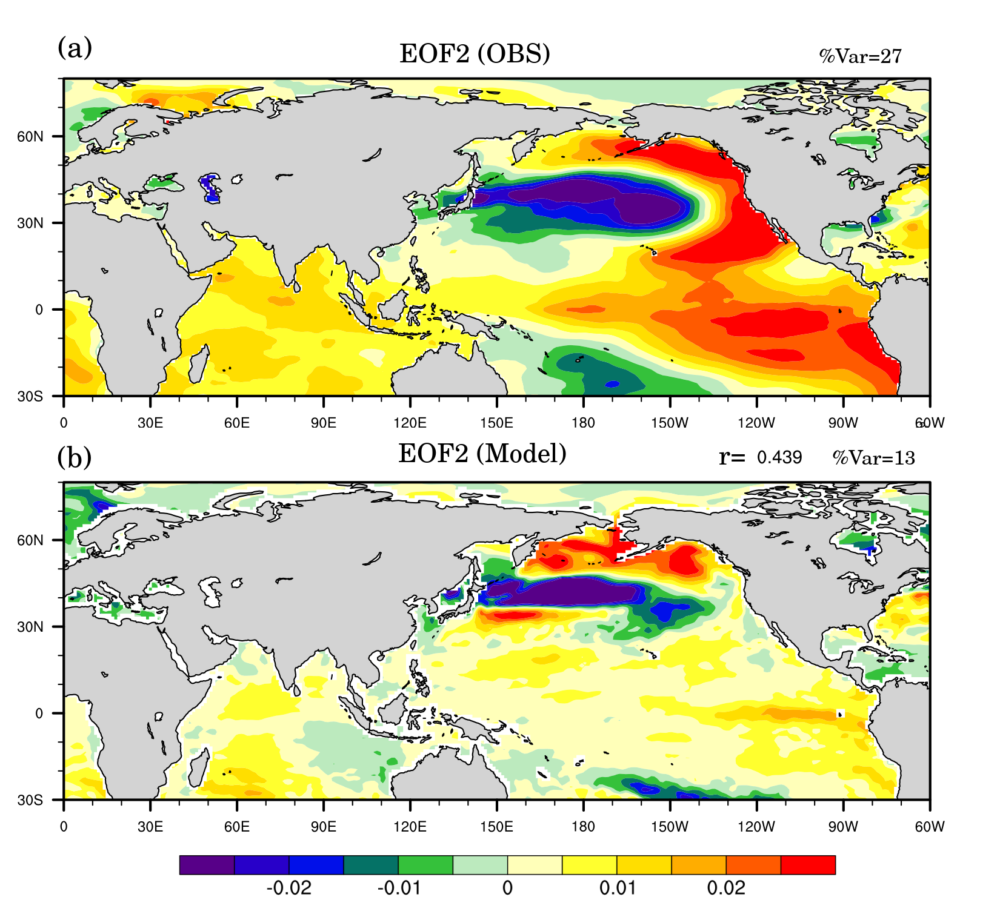 (a) EOF2 (OBS) %Var=27
60N
30N
0
30S
0 30E 60E 90E 120E 150E 180 150W 120W 90W 60W
(b) EOF2 (Model) r= 0.439 %Var=13
60N
30N
0
30S
0 30E 60E 90E 120E 150E 180 150W 120W 90W 60W
-0.02 -0.01 0 0.01 0.02